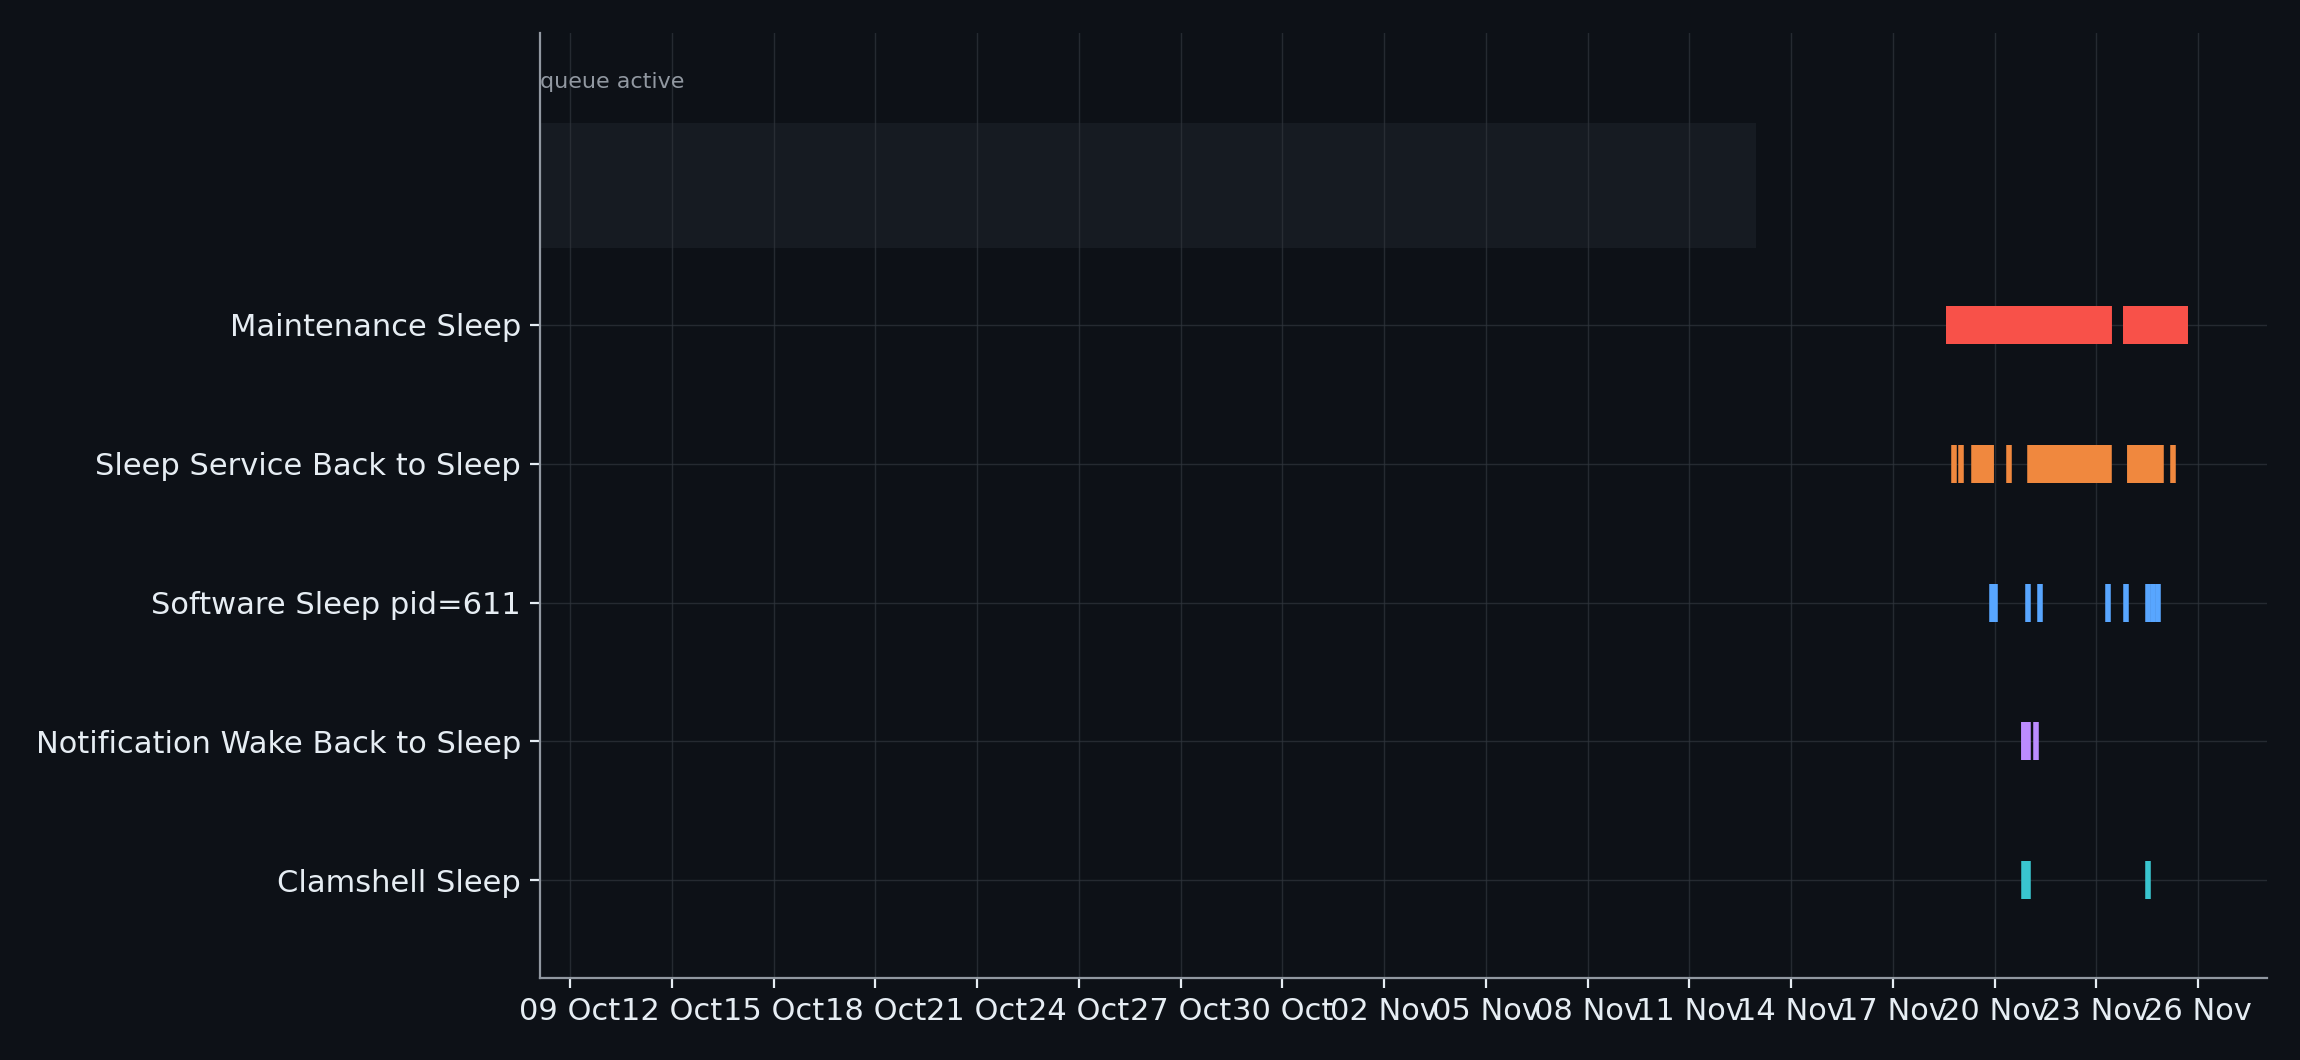 queue active
Maintenance Sleep
Sleep Service Back to Sleep
Software Sleep pid=611
Notification Wake Back to Sleep
Clamshell Sleep
09 Oct 12 Oct 15 Oct 18 Oct 21 Oct 24 Oct 27 Oct 30 Oct 02 Nov 05 Nov 08 Nov 11 Nov 14 Nov 17 Nov 20 Nov 23 Nov 26 Nov